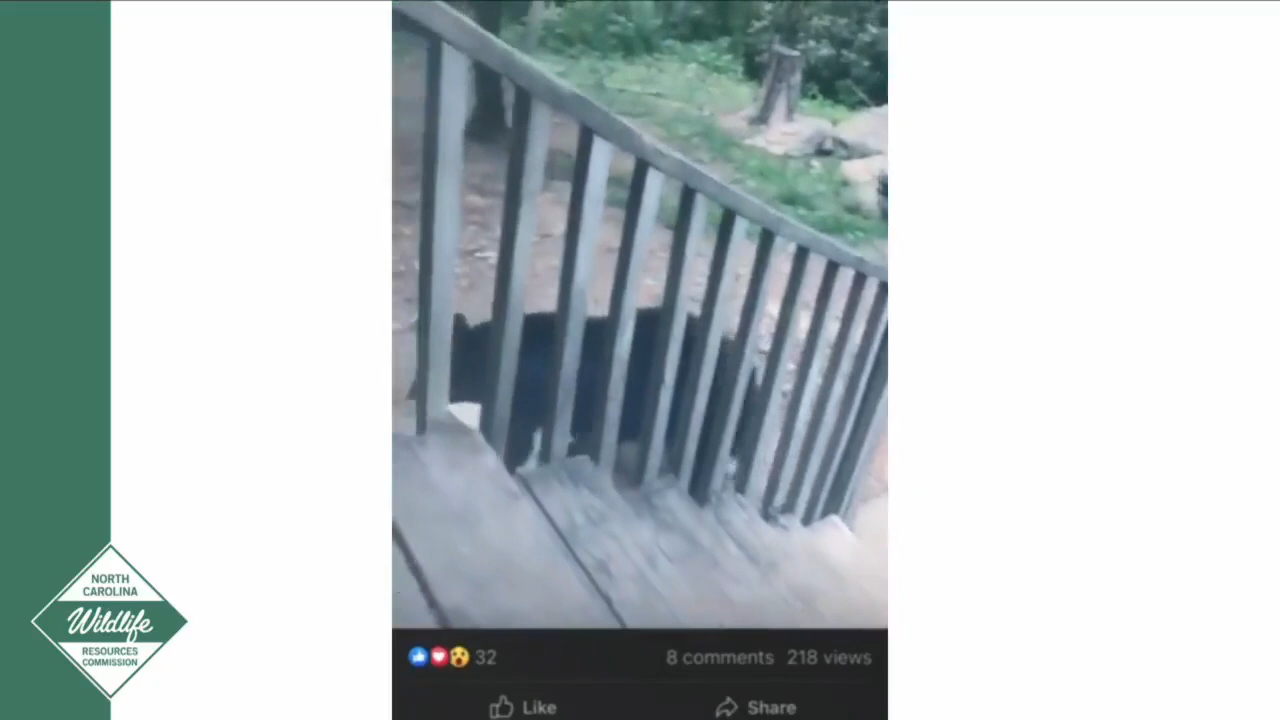 32
8 comments 218 views
Like
Share
NORTH
CAROLINA
Wildlife
RESOURCES
COMMISSION